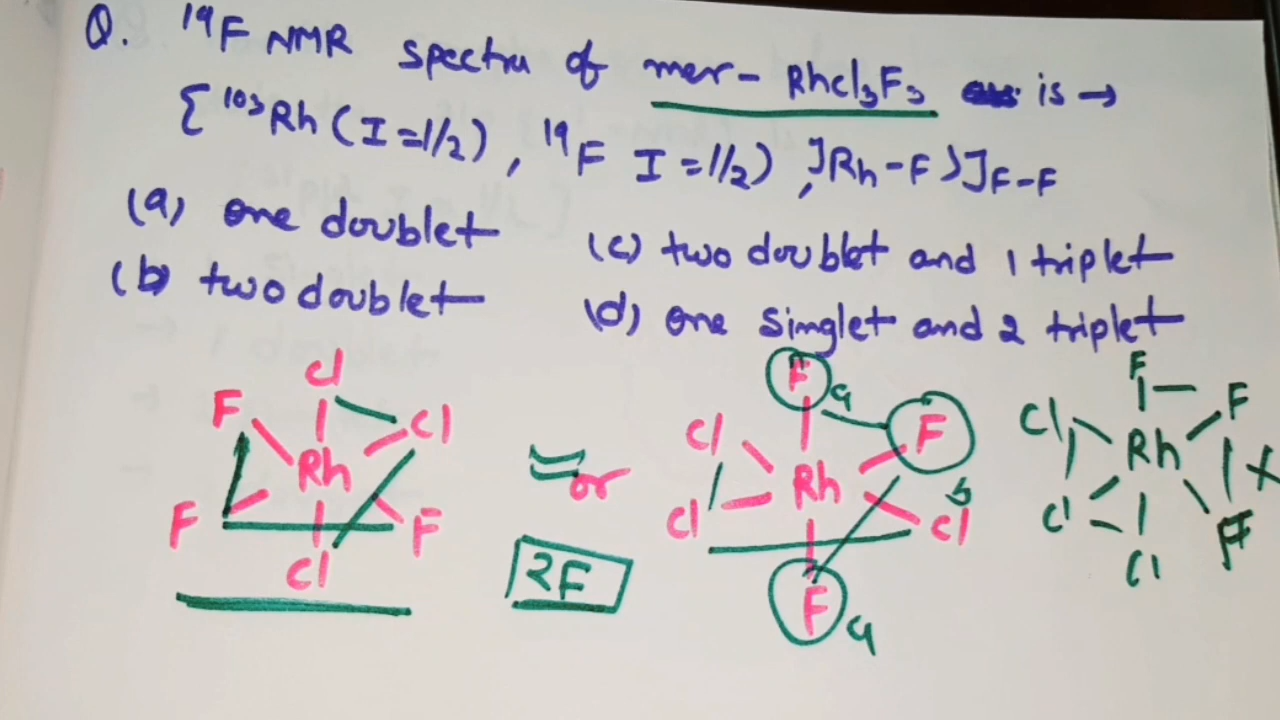 Q. 19F NMR spectra of mer- RhCl3F3 is →
{103Rh (I=1/2), 19F I=1/2), JRh-F > JF-F
(a) one doublet
(c) two doublet and 1 triplet
(b) two doublet
(d) one singlet and 2 triplet
Cl F a F
F Cl Cl F Cl F
Rh = or Rh Rh
F F Cl Cl b Cl F
Cl 2F F a Cl